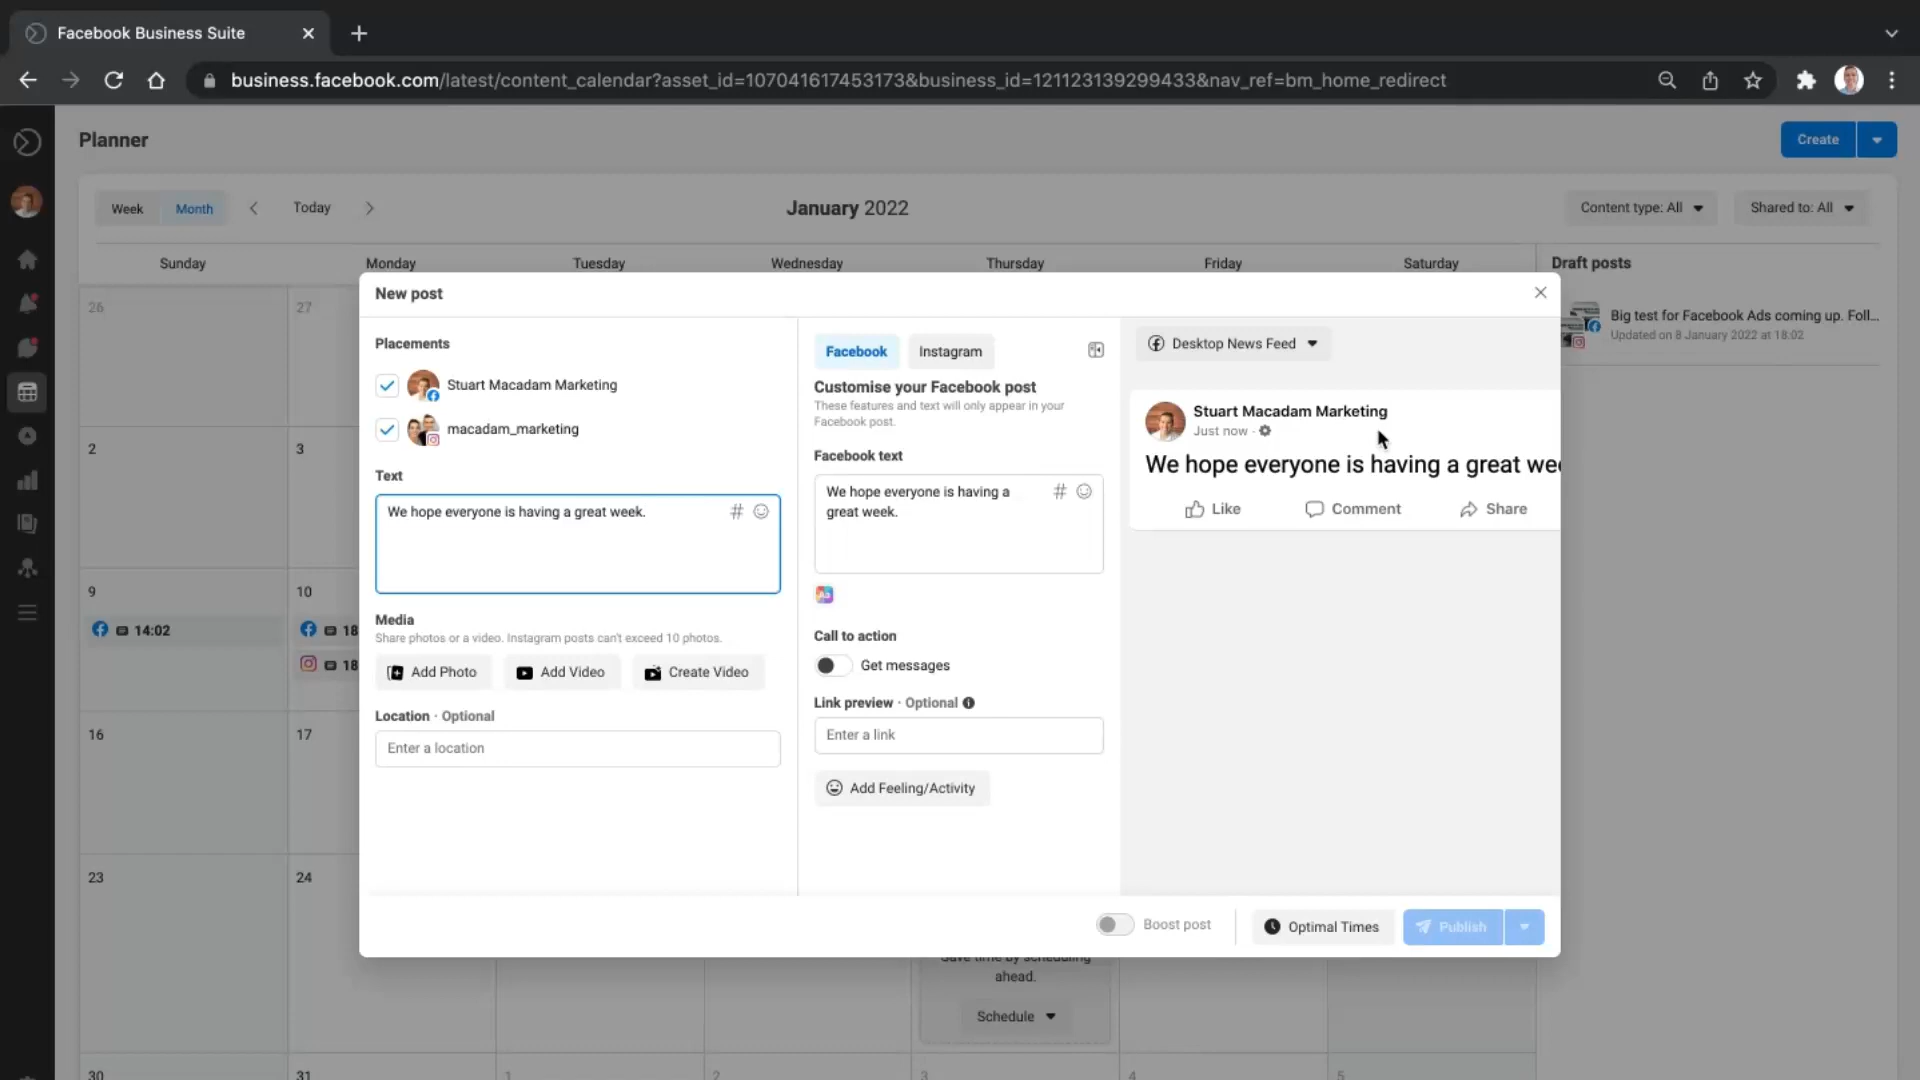 Facebook Business Suite
business.facebook.com/latest/content_calendar?asset_id=107041617453173&business_id=121123139299433&nav_ref=bm_home_redirect
Planner
Create
Week
Month
Today
January 2022
Content type: All
Shared to: All
Sunday
Monday
Tuesday
Wednesday
Thursday
Friday
Saturday
Draft posts
26
27
Big test for Facebook Ads coming up. Foll...
Updated on 8 January 2022 at 18:02
New post
Placements
Stuart Macadam Marketing
macadam_marketing
Text
We hope everyone is having a great week.
Media
Share photos or a video. Instagram posts can't exceed 10 photos.
Add Photo
Add Video
Create Video
Location · Optional
Enter a location
Facebook
Instagram
Customise your Facebook post
These features and text will only appear in your
Facebook post.
Facebook text
We hope everyone is having a
great week.
Call to action
Get messages
Link preview · Optional
Enter a link
Add Feeling/Activity
Desktop News Feed
Stuart Macadam Marketing
Just now ·
We hope everyone is having a great wee
Like
Comment
Share
Boost post
Optimal Times
Publish
2
3
9
10
14:02
18
18
16
17
23
24
Save time by scheduling
ahead.
Schedule
30
31
1
2
3
4
5